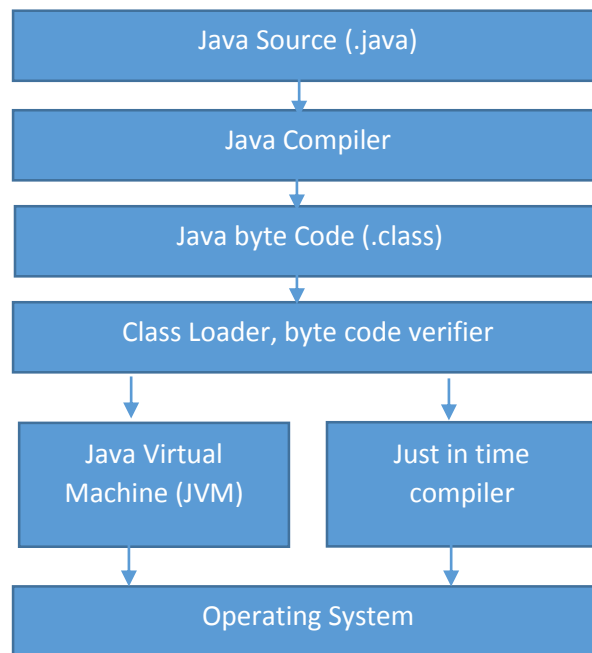 Java Source (.java)
Java Compiler
Java byte Code (.class)
Class Loader, byte code verifier
Java Virtual
Machine (JVM)
Just in time
compiler
Operating System